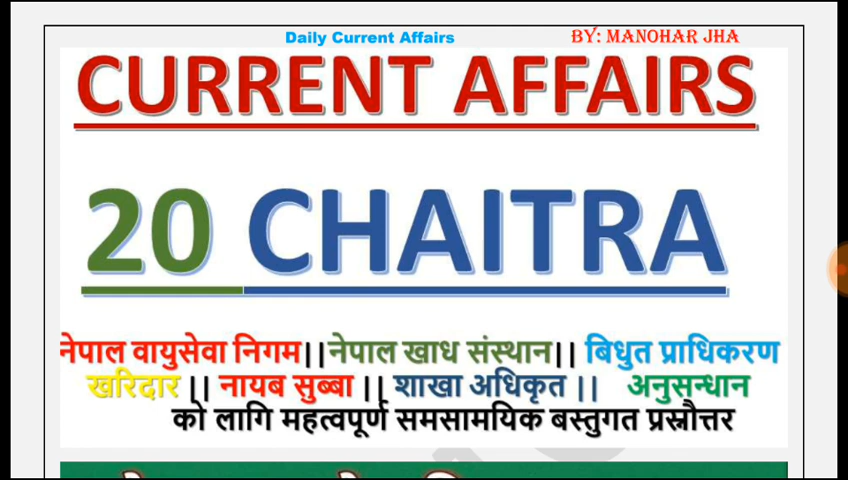 Daily Current Affairs BY: MANOHAR JHA
CURRENT AFFAIRS
20 CHAITRA
नेपाल वायुसेवा निगम||नेपाल खाध संस्थान|| बिधुत प्राधिकरण
खरिदार || नायब सुब्बा || शाखा अधिकृत || अनुसन्धान
को लागि महत्वपूर्ण समसामयिक बस्तुगत प्रस्नौत्तर